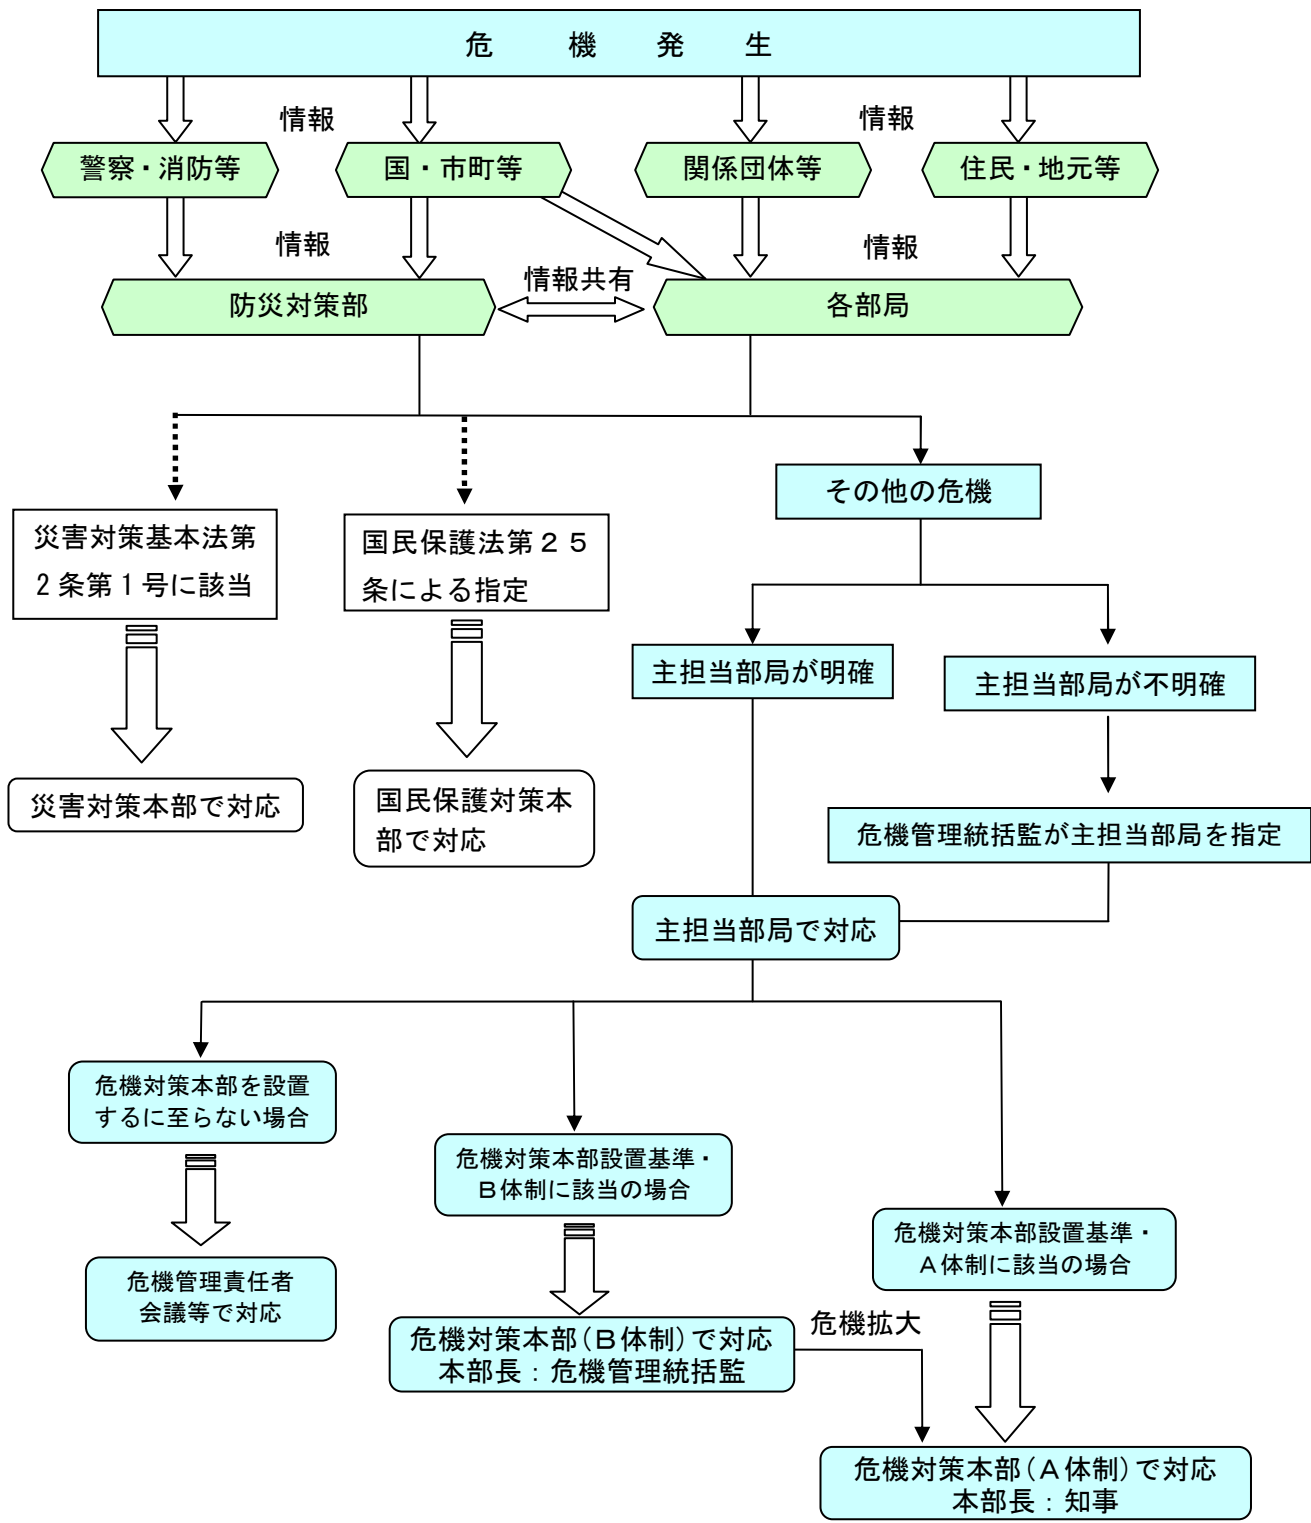 危　機　発　生
情報
情報
警察・消防等
国・市町等
関係団体等
住民・地元等
情報
情報
情報共有
防災対策部
各部局
その他の危機
災害対策基本法第
2条第1号に該当
国民保護法第２５
条による指定
主担当部局が明確
主担当部局が不明確
災害対策本部で対応
国民保護対策本
部で対応
危機管理統括監が主担当部局を指定
主担当部局で対応
危機対策本部を設置
するに至らない場合
危機対策本部設置基準・
Ｂ体制に該当の場合
危機対策本部設置基準・
Ａ体制に該当の場合
危機管理責任者
会議等で対応
危機対策本部（Ｂ体制）で対応
本部長：危機管理統括監
危機拡大
危機対策本部（Ａ体制）で対応
本部長：知事